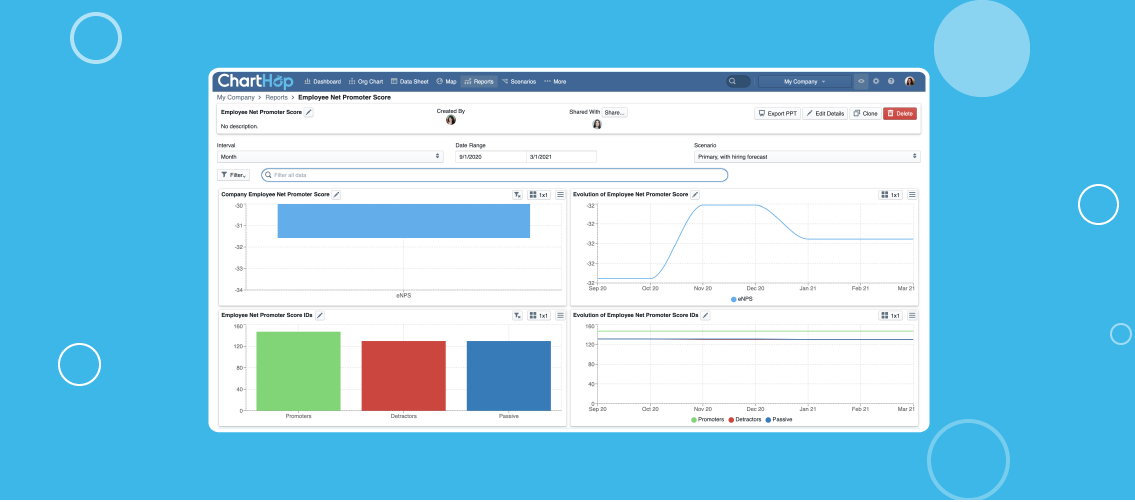 ChartHop Dashboard Org Chart Data Sheet Map Reports Scenarios More My Company
My Company > Reports > Employee Net Promoter Score
Employee Net Promoter Score Created By Shared With Share... Export PPT Edit Details Clone Delete
No description.
Interval Date Range Scenario
Month 9/1/2020 3/1/2021 Primary, with hiring forecast
Filter Filter all data
Company Employee Net Promoter Score 1x1
-30
-31
-32
-33
-34
eNPS
Evolution of Employee Net Promoter Score 1x1
-32
-32
-32
-32
-32
Sep 20 Oct 20 Nov 20 Dec 20 Jan 21 Feb 21 Mar 21
eNPS
Employee Net Promoter Score IDs 1x1
160
120
80
40
0
Promoters Detractors Passive
Evolution of Employee Net Promoter Score IDs 1x1
160
120
80
40
0
Sep 20 Oct 20 Nov 20 Dec 20 Jan 21 Feb 21 Mar 21
Promoters Detractors Passive